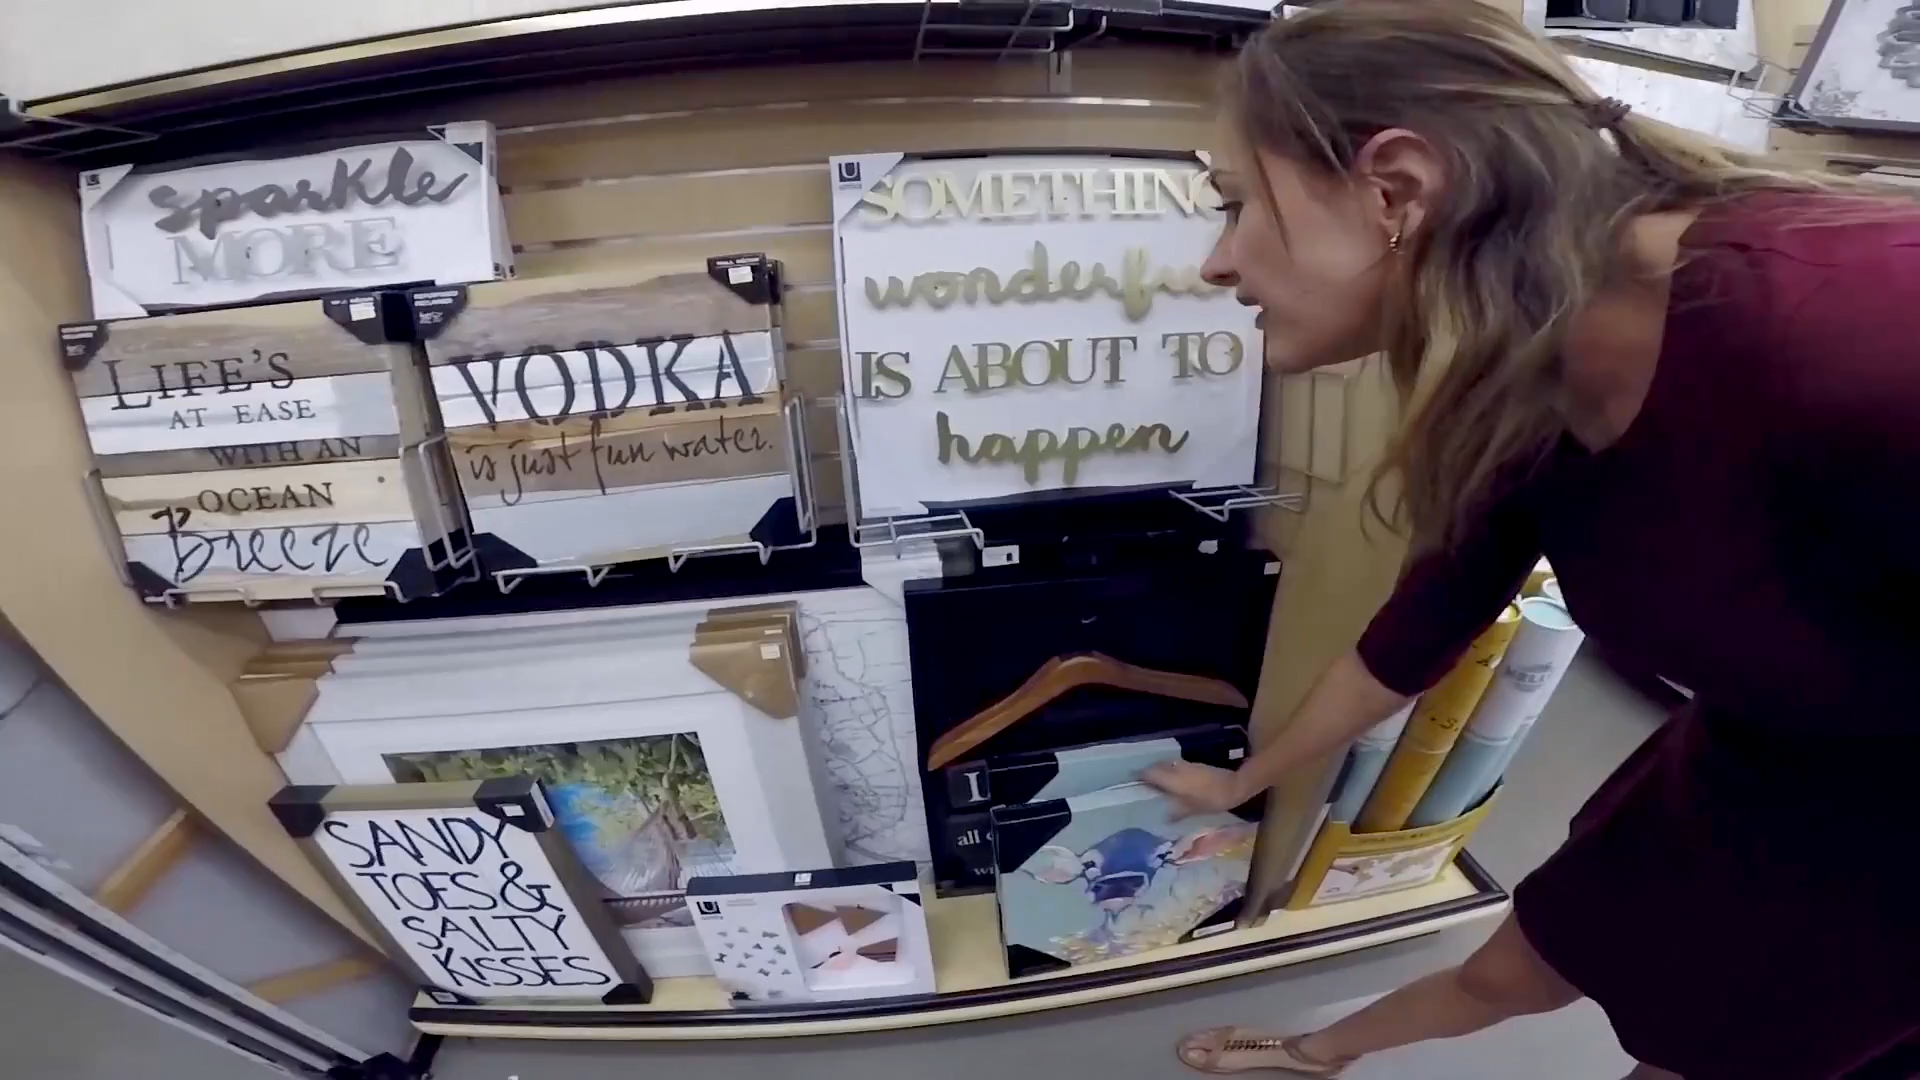 sparkle
MORE
LIFE'S
AT EASE
WITH AN
OCEAN
Breeze
VODKA
is just fun water.
SOMETHING
wonderful
IS ABOUT TO
happen
SANDY
TOES &
SALTY
KISSES
U
U
I
all